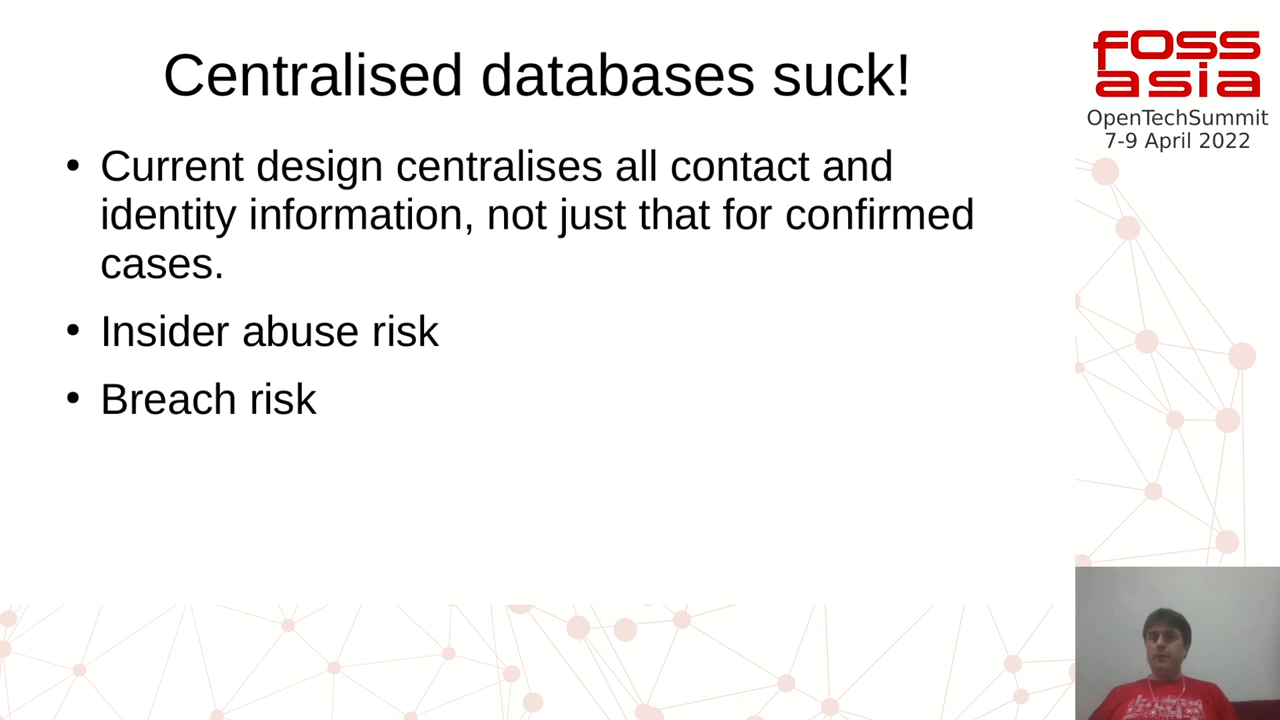 Centralised databases suck!
• Current design centralises all contact and
identity information, not just that for confirmed
cases.
• Insider abuse risk
• Breach risk
foss
asia
OpenTechSummit
7-9 April 2022